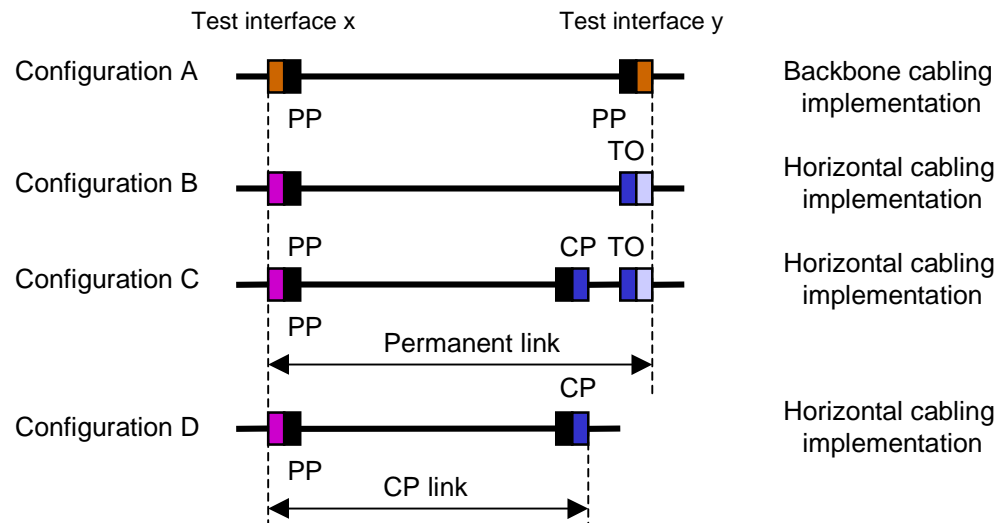 Test interface x
Test interface y
Configuration A
Backbone cabling
implementation
PP
PP
TO
Configuration B
Horizontal cabling
implementation
PP
CP
TO
Configuration C
Horizontal cabling
implementation
PP
Permanent link
CP
Configuration D
Horizontal cabling
implementation
PP
CP link